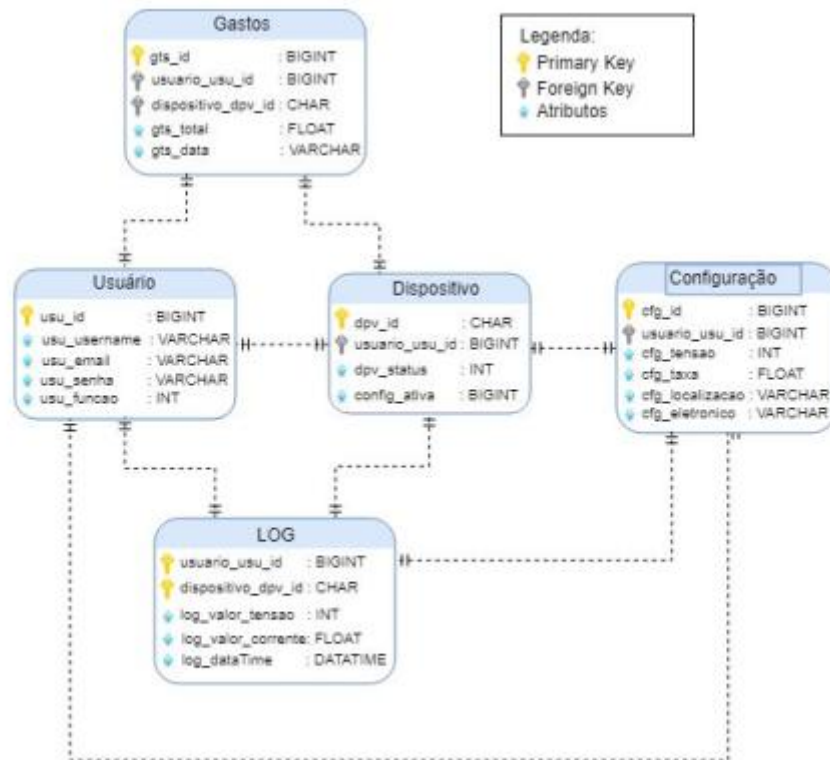 Gastos
gts_id : BIGINT
usuario_usu_id : BIGINT
dispositivo_dpv_id : CHAR
gts_total : FLOAT
gts_data : VARCHAR
Legenda:
Primary Key
Foreign Key
Atributos
Usuário
usu_id : BIGINT
usu_username : VARCHAR
usu_email : VARCHAR
usu_senha : VARCHAR
usu_funcao : INT
Dispositivo
dpv_id : CHAR
usuario_usu_id : BIGINT
dpv_status : INT
config_ativa : BIGINT
Configuração
cfg_id : BIGINT
usuario_usu_id : BIGINT
cfg_tensao : INT
cfg_taxa : FLOAT
cfg_localizacao : VARCHAR
cfg_eletronico : VARCHAR
LOG
usuario_usu_id : BIGINT
dispositivo_dpv_id : CHAR
log_valor_tensao : INT
log_valor_corrente: FLOAT
log_dataTime : DATATIME